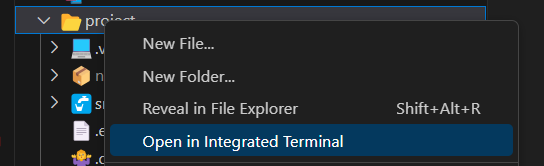 project
New File...
New Folder...
Reveal in File Explorer Shift+Alt+R
Open in Integrated Terminal